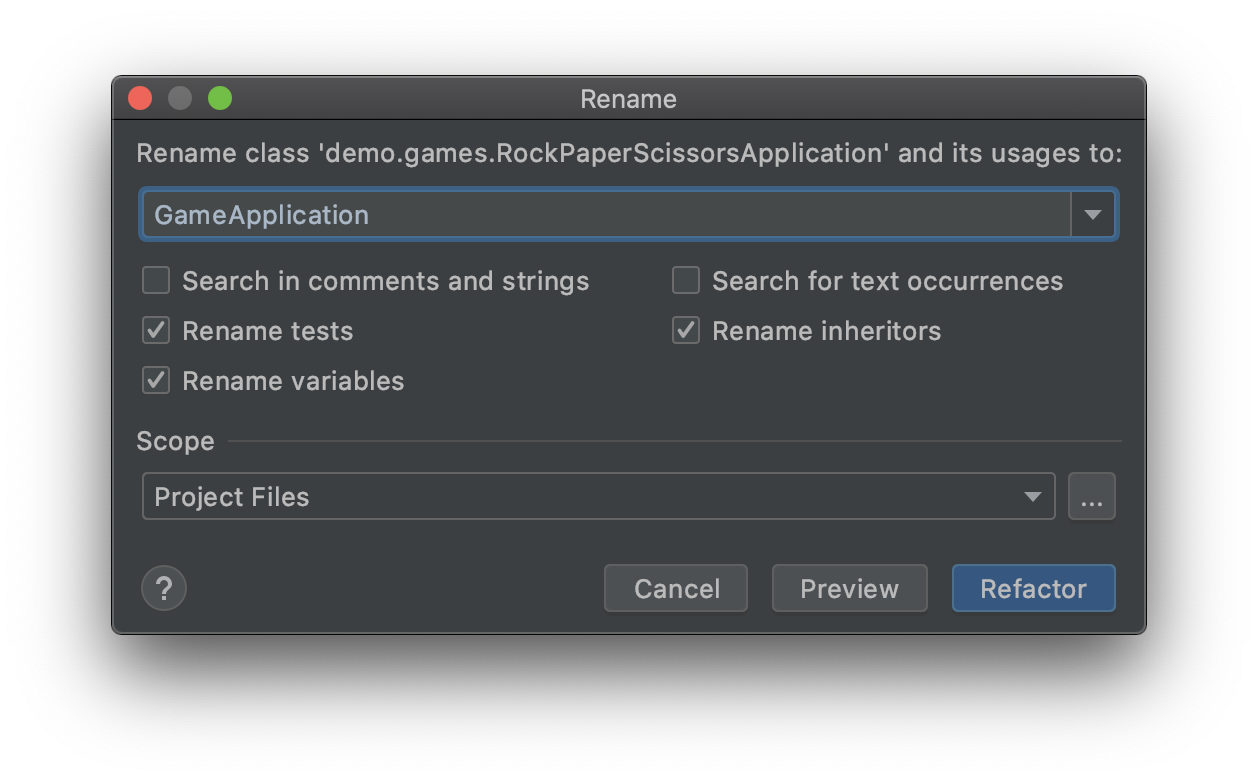 Rename
Rename class 'demo.games.RockPaperScissorsApplication' and its usages to:
GameApplication
Search in comments and strings
Search for text occurrences
Rename tests
Rename inheritors
Rename variables
Scope
Project Files
...
?
Cancel
Preview
Refactor